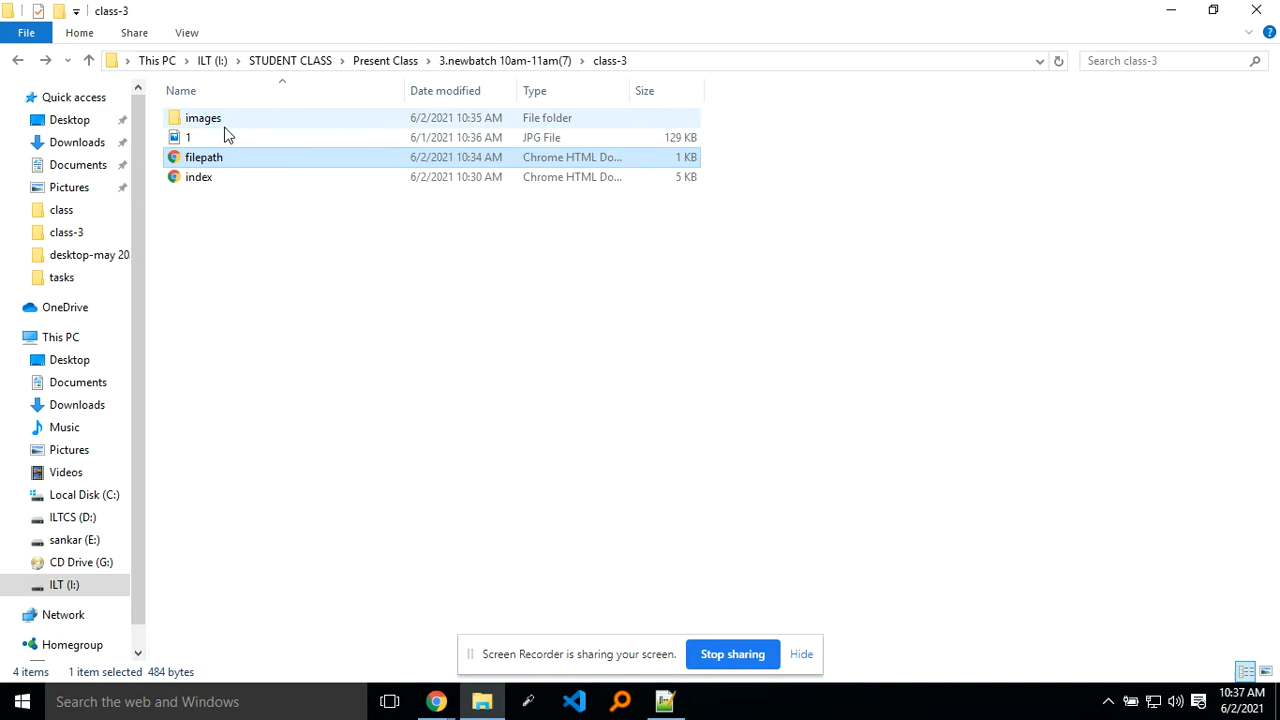 class-3
File Home Share View
This PC ILT (I:) STUDENT CLASS Present Class 3.newbatch 10am-11am(7) class-3 Search class-3
Name Date modified Type Size
images 6/2/2021 10:35 AM File folder
1 6/1/2021 10:36 AM JPG File 129 KB
filepath 6/2/2021 10:34 AM Chrome HTML Do... 1 KB
index 6/2/2021 10:30 AM Chrome HTML Do... 5 KB
Quick access
Desktop
Downloads
Documents
Pictures
class
class-3
desktop-may 20
tasks
OneDrive
This PC
Desktop
Documents
Downloads
Music
Pictures
Videos
Local Disk (C:)
ILTCS (D:)
sankar (E:)
CD Drive (G:)
ILT (I:)
Network
Homegroup
Screen Recorder is sharing your screen. Stop sharing Hide
4 items 1 item selected 484 bytes
Search the web and Windows
10:37 AM
6/2/2021